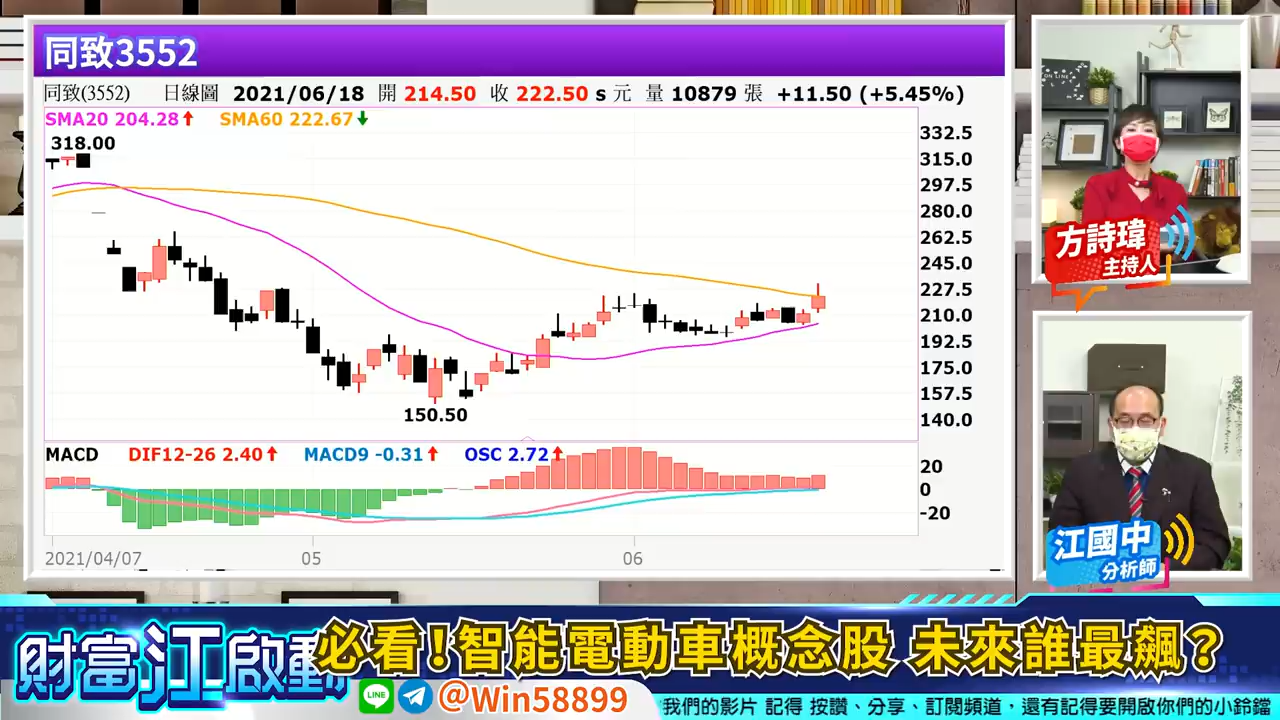 同致3552
同致(3552) 日線圖 2021/06/18 開 214.50 收 222.50 s 元 量 10879 張 +11.50 (+5.45%)
SMA20 204.28 SMA60 222.67
318.00
332.5
315.0
297.5
280.0
262.5
245.0
227.5
210.0
192.5
175.0
157.5
140.0
150.50
MACD DIF12-26 2.40 MACD9 -0.31 OSC 2.72
20
0
-20
2021/04/07 05 06
ON LINE
方詩瑋
主持人
江國中
分析師
財富江啟動
必看!智能電動車概念股 未來誰最飆?
LINE @Win58899
我們的影片 記得 按讚、分享、訂閱頻道,還有記得要開啟你們的小鈴鐺